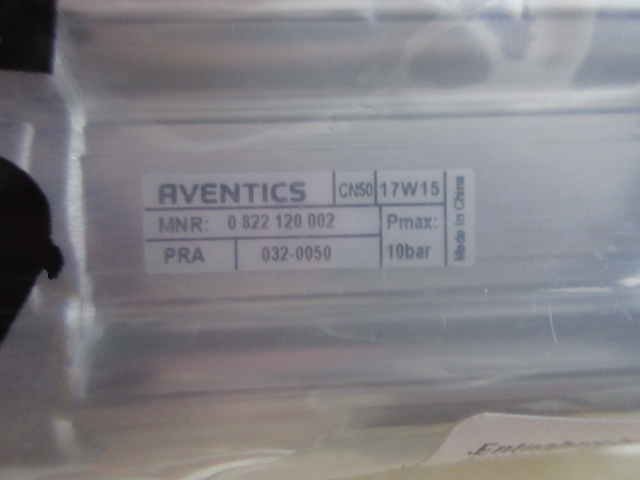 AVENTICS CN50 17W15
MNR: 0 822 120 002 Pmax:
PRA 032-0050 10bar
Made in China